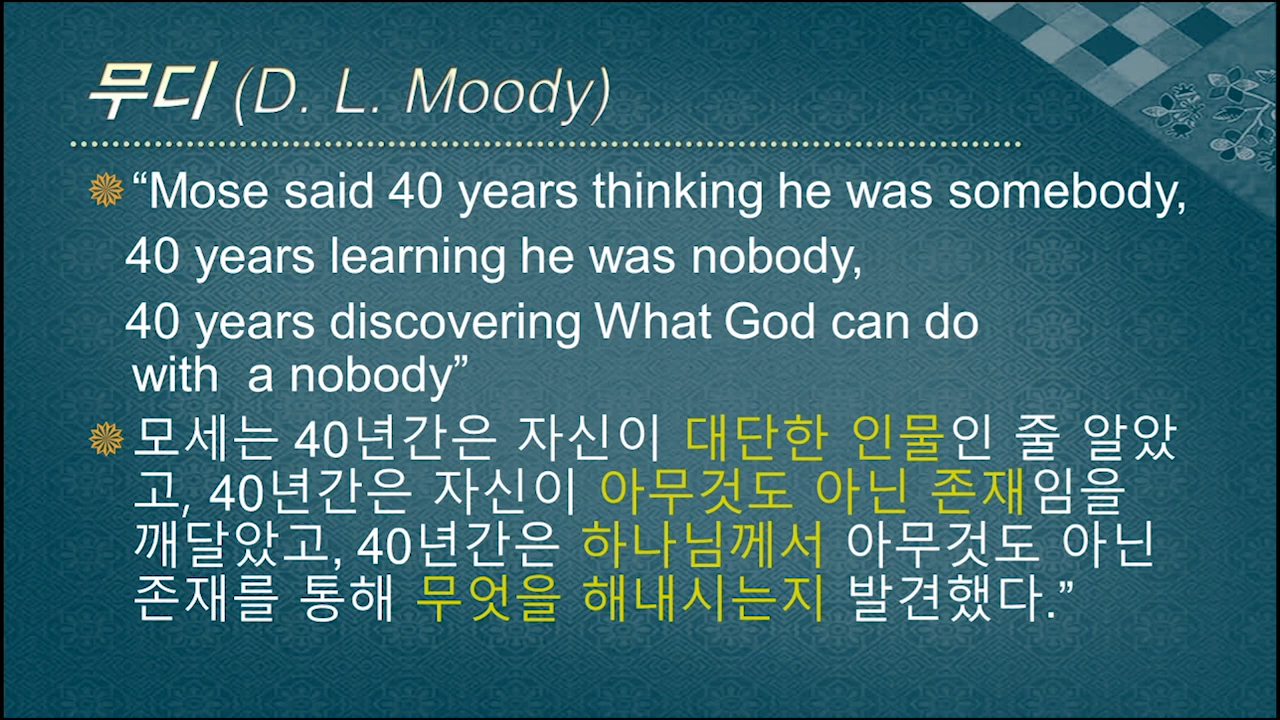 무디 (D. L. Moody)
“Mose said 40 years thinking he was somebody,
40 years learning he was nobody,
40 years discovering What God can do
with a nobody”
모세는 40년간은 자신이 대단한 인물인 줄 알았
고, 40년간은 자신이 아무것도 아닌 존재임을
깨달았고, 40년간은 하나님께서 아무것도 아닌
존재를 통해 무엇을 해내시는지 발견했다.”